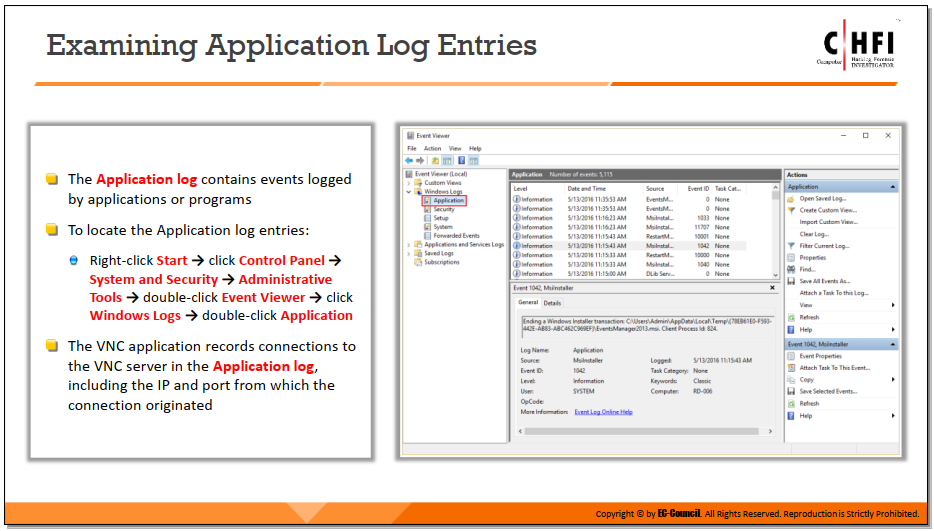 Examining Application Log Entries
CHFI
Computer Hacking Forensic
INVESTIGATOR
The Application log contains events logged
by applications or programs
To locate the Application log entries:
Right-click Start → click Control Panel →
System and Security → Administrative
Tools → double-click Event Viewer → click
Windows Logs → double-click Application
The VNC application records connections to
the VNC server in the Application log,
including the IP and port from which the
connection originated
Event Viewer
File Action View Help
Event Viewer (Local)
Custom Views
Windows Logs
Application
Security
Setup
System
Forwarded Events
Applications and Services Logs
Saved Logs
Subscriptions
Application Number of events: 5,115
Level Date and Time Source Event ID Task Cat...
Information 5/13/2016 11:35:53 AM EventsM... 0 None
Information 5/13/2016 11:35:43 AM EventsM... 0 None
Information 5/13/2016 11:16:23 AM MsiInstal... 1033 None
Information 5/13/2016 11:16:23 AM MsiInstal... 11707 None
Information 5/13/2016 11:15:43 AM RestartM... 10001 None
Information 5/13/2016 11:15:43 AM MsiInstal... 1042 None
Information 5/13/2016 11:15:33 AM RestartM... 10000 None
Information 5/13/2016 11:15:33 AM MsiInstal... 1040 None
Information 5/13/2016 11:15:00 AM DLib Serv... 0 None
Event 1042, MsiInstaller
General Details
Ending a Windows Installer transaction: C:\Users\Admin\AppData\Local\Temp\{78EB61E0-F593-
442E-AB83-ABC462C969EF}\EventsManager2013.msi. Client Process Id: 824.
Log Name: Application
Source: MsiInstaller Logged: 5/13/2016 11:15:43 AM
Event ID: 1042 Task Category: None
Level: Information Keywords: Classic
User: SYSTEM Computer: RD-006
OpCode:
More Information: Event Log Online Help
Actions
Application
Open Saved Log...
Create Custom View...
Import Custom View...
Clear Log...
Filter Current Log...
Properties
Find...
Save All Events As...
Attach a Task To this Log...
View
Refresh
Help
Event 1042, MsiInstaller
Event Properties
Attach Task To This Event...
Copy
Save Selected Events...
Refresh
Help
Copyright © by EC-Council. All Rights Reserved. Reproduction is Strictly Prohibited.